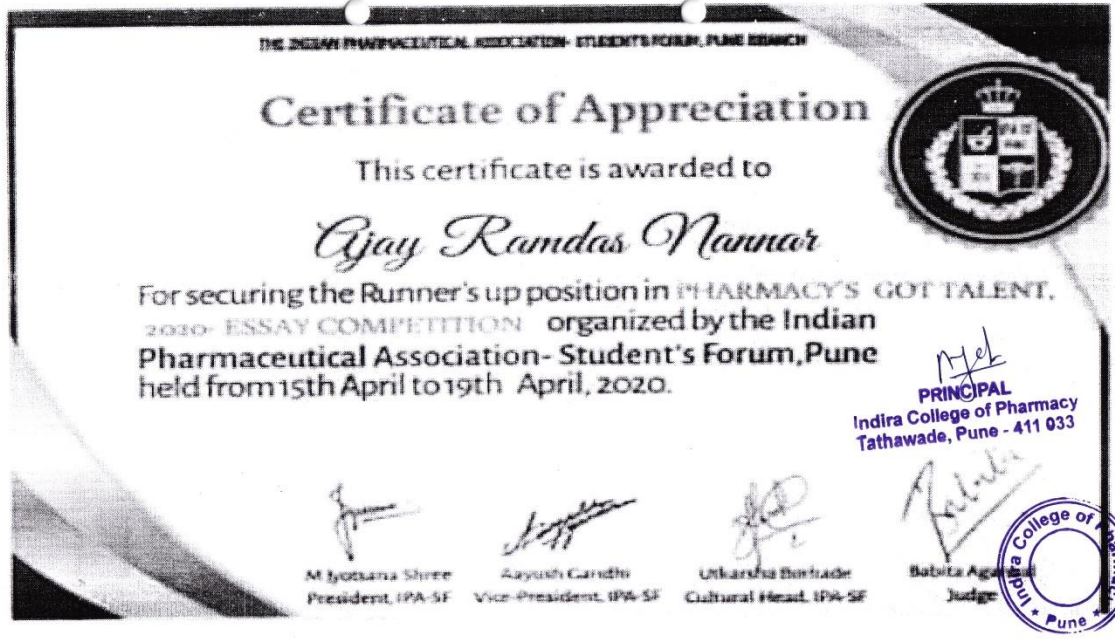 THE INDIAN PHARMACEUTICAL ASSOCIATION- STUDENT'S FORUM, PUNE BRANCH
Certificate of Appreciation
This certificate is awarded to
Ajay Ramdas Nannar
For securing the Runner's up position in PHARMACY'S GOT TALENT,
2020- ESSAY COMPETITION organized by the Indian
Pharmaceutical Association- Student's Forum, Pune
held from 15th April to 19th April, 2020.
PRINCIPAL
Indira College of Pharmacy
Tathawade, Pune - 411 033
M Jyotsana Shree
President, IPA-SF
Aayush Gandhi
Vice-President, IPA-SF
Utkarsha Borhade
Cultural Head, IPA-SF
Babita
Babita Agarwal
Judge
Indira College of
Pune